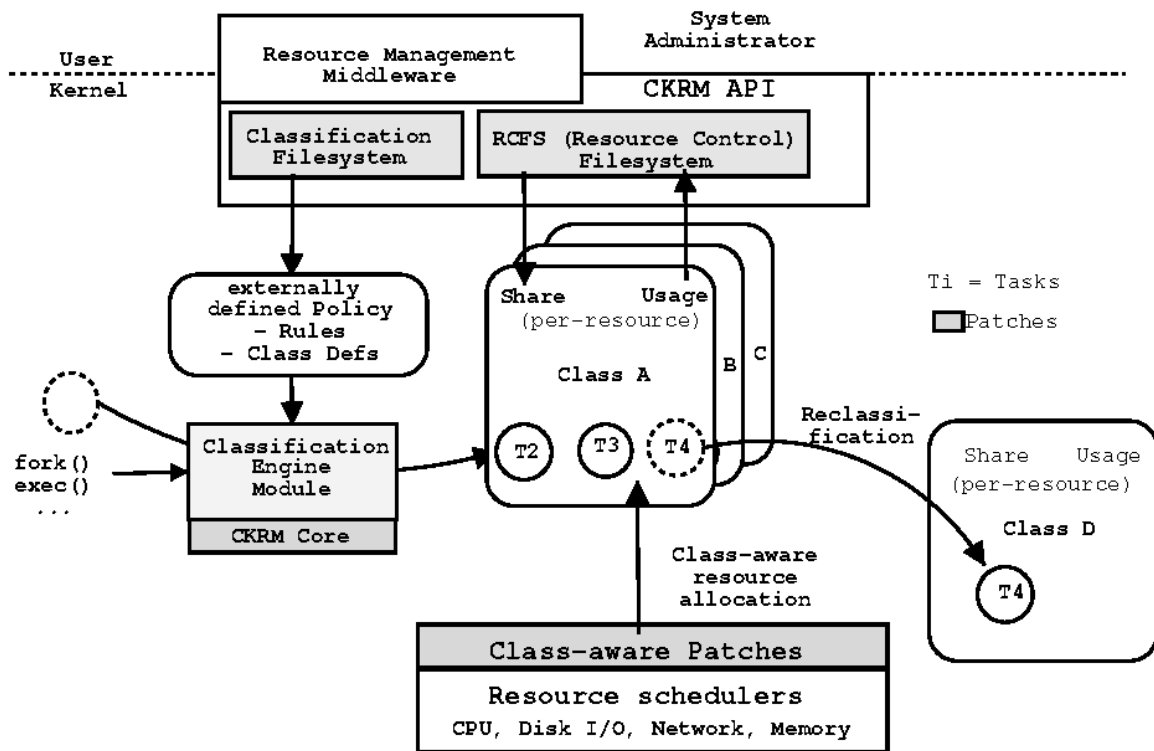 System
Administrator
User
Kernel
Resource Management
Middleware
CKRM API
Classification
Filesystem
RCFS (Resource Control)
Filesystem
externally
defined Policy
- Rules
- Class Defs
Share Usage
(per-resource)
Class A
B
C
T2
T3
T4
Ti = Tasks
Patches
fork()
exec()
...
Classification
Engine
Module
CKRM Core
Reclassi-
fication
Share Usage
(per-resource)
Class D
T4
Class-aware
resource
allocation
Class-aware Patches
Resource schedulers
CPU, Disk I/O, Network, Memory